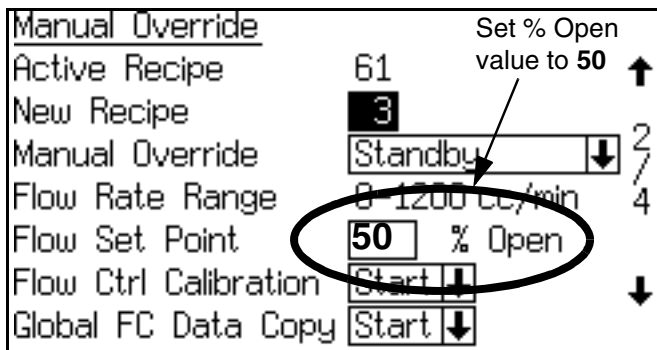 Manual Override
Set % Open
value to 50
Active Recipe 61
New Recipe 3
Manual Override Standby
2/4
Flow Rate Range 0-1200 cc/min
Flow Set Point 50 % Open
Flow Ctrl Calibration Start
Global FC Data Copy Start